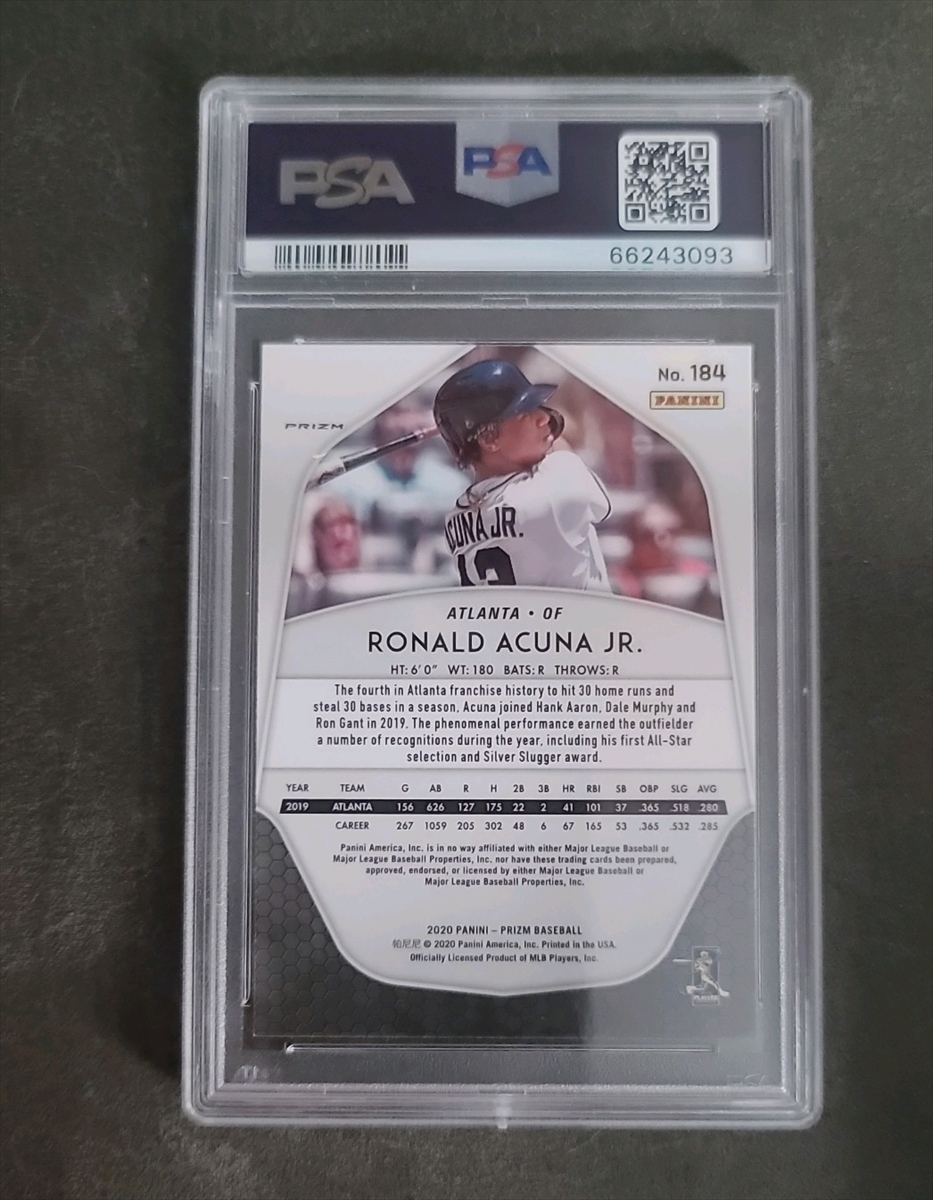 PSA PSA
66243093
No. 184
PANINI
PRIZM
CUNA JR.
13
ATLANTA • OF
RONALD ACUNA JR.
HT: 6' 0" WT: 180 BATS: R THROWS: R
The fourth in Atlanta franchise history to hit 30 home runs and
steal 30 bases in a season, Acuna joined Hank Aaron, Dale Murphy and
Ron Gant in 2019. The phenomenal performance earned the outfielder
a number of recognitions during the year, including his first All-Star
selection and Silver Slugger award.
YEAR TEAM G AB R H 2B 3B HR RBI SB OBP SLG AVG
2019 ATLANTA 156 626 127 175 22 2 41 101 37 .365 .518 .280
CAREER 267 1059 205 302 48 6 67 165 53 .365 .532 .285
Panini America, Inc. is in no way affiliated with either Major League Baseball or
Major League Baseball Properties, Inc. nor have these trading cards been prepared,
approved, endorsed, or licensed by either Major League Baseball or
Major League Baseball Properties, Inc.
2020 PANINI – PRIZM BASEBALL
帕尼尼 © 2020 Panini America, Inc. Printed in the USA.
Officially Licensed Product of MLB Players, Inc.